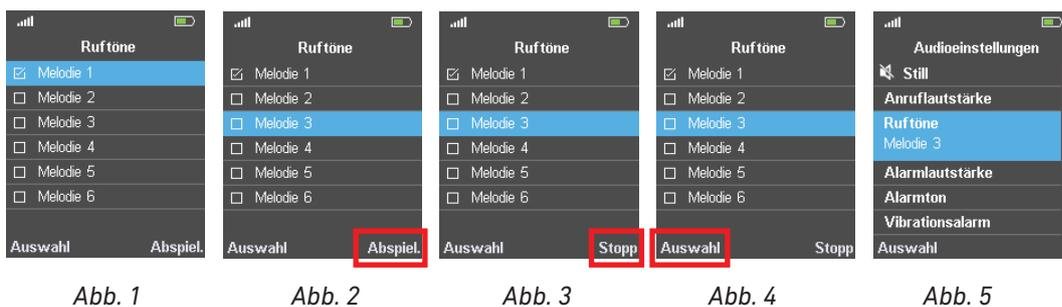 Ruftöne
Melodie 1
Melodie 2
Melodie 3
Melodie 4
Melodie 5
Melodie 6
Auswahl Abspiel.
Abb. 1
Ruftöne
Melodie 1
Melodie 2
Melodie 3
Melodie 4
Melodie 5
Melodie 6
Auswahl Abspiel.
Abb. 2
Ruftöne
Melodie 1
Melodie 2
Melodie 3
Melodie 4
Melodie 5
Melodie 6
Auswahl Stopp
Abb. 3
Ruftöne
Melodie 1
Melodie 2
Melodie 3
Melodie 4
Melodie 5
Melodie 6
Auswahl Stopp
Abb. 4
Audioeinstellungen
Still
Anruflautstärke
Ruftöne
Melodie 3
Alarmlautstärke
Alarmton
Vibrationsalarm
Auswahl
Abb. 5